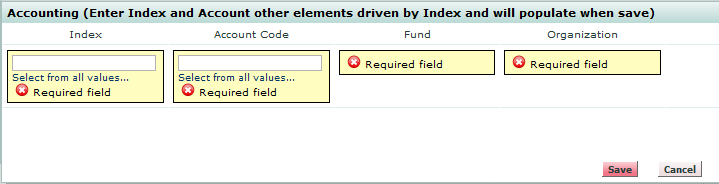 Accounting (Enter Index and Account other elements driven by Index and will populate when save)
Index Account Code Fund Organization
Select from all values... Select from all values... Required field Required field
Required field Required field
Save Cancel